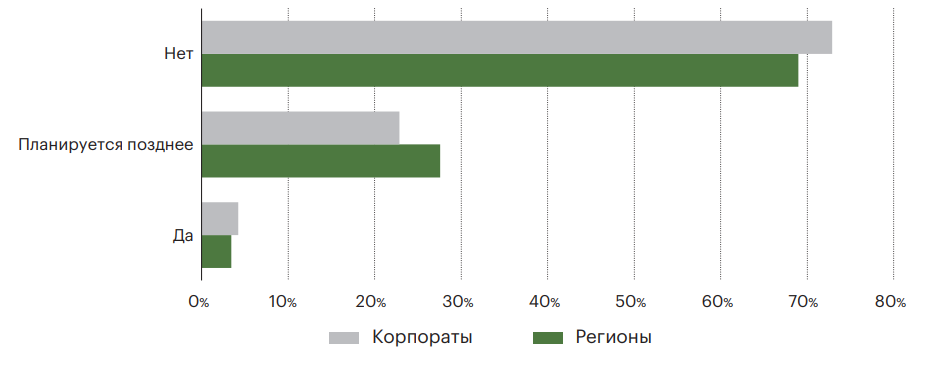 Нет
Планируется позднее
Да
0% 10% 20% 30% 40% 50% 60% 70% 80%
Корпораты Регионы